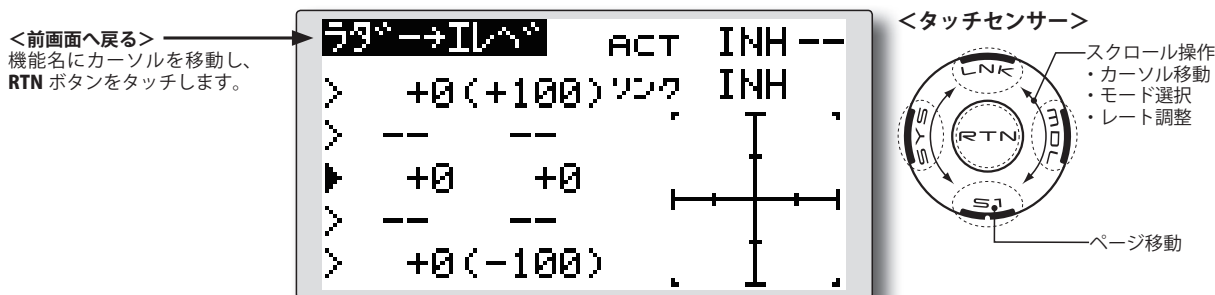 <前画面へ戻る>
機能名にカーソルを移動し、
RTN ボタンをタッチします。
ラダー→エレベ
ACT INH --
> +0(+100) リンク INH
> -- --
▶ +0 +0
> -- --
> +0(-100)
<タッチセンサー>
LNK
SYS
RTN
MDL
S1
スクロール操作
・カーソル移動
・モード選択
・レート調整
ページ移動